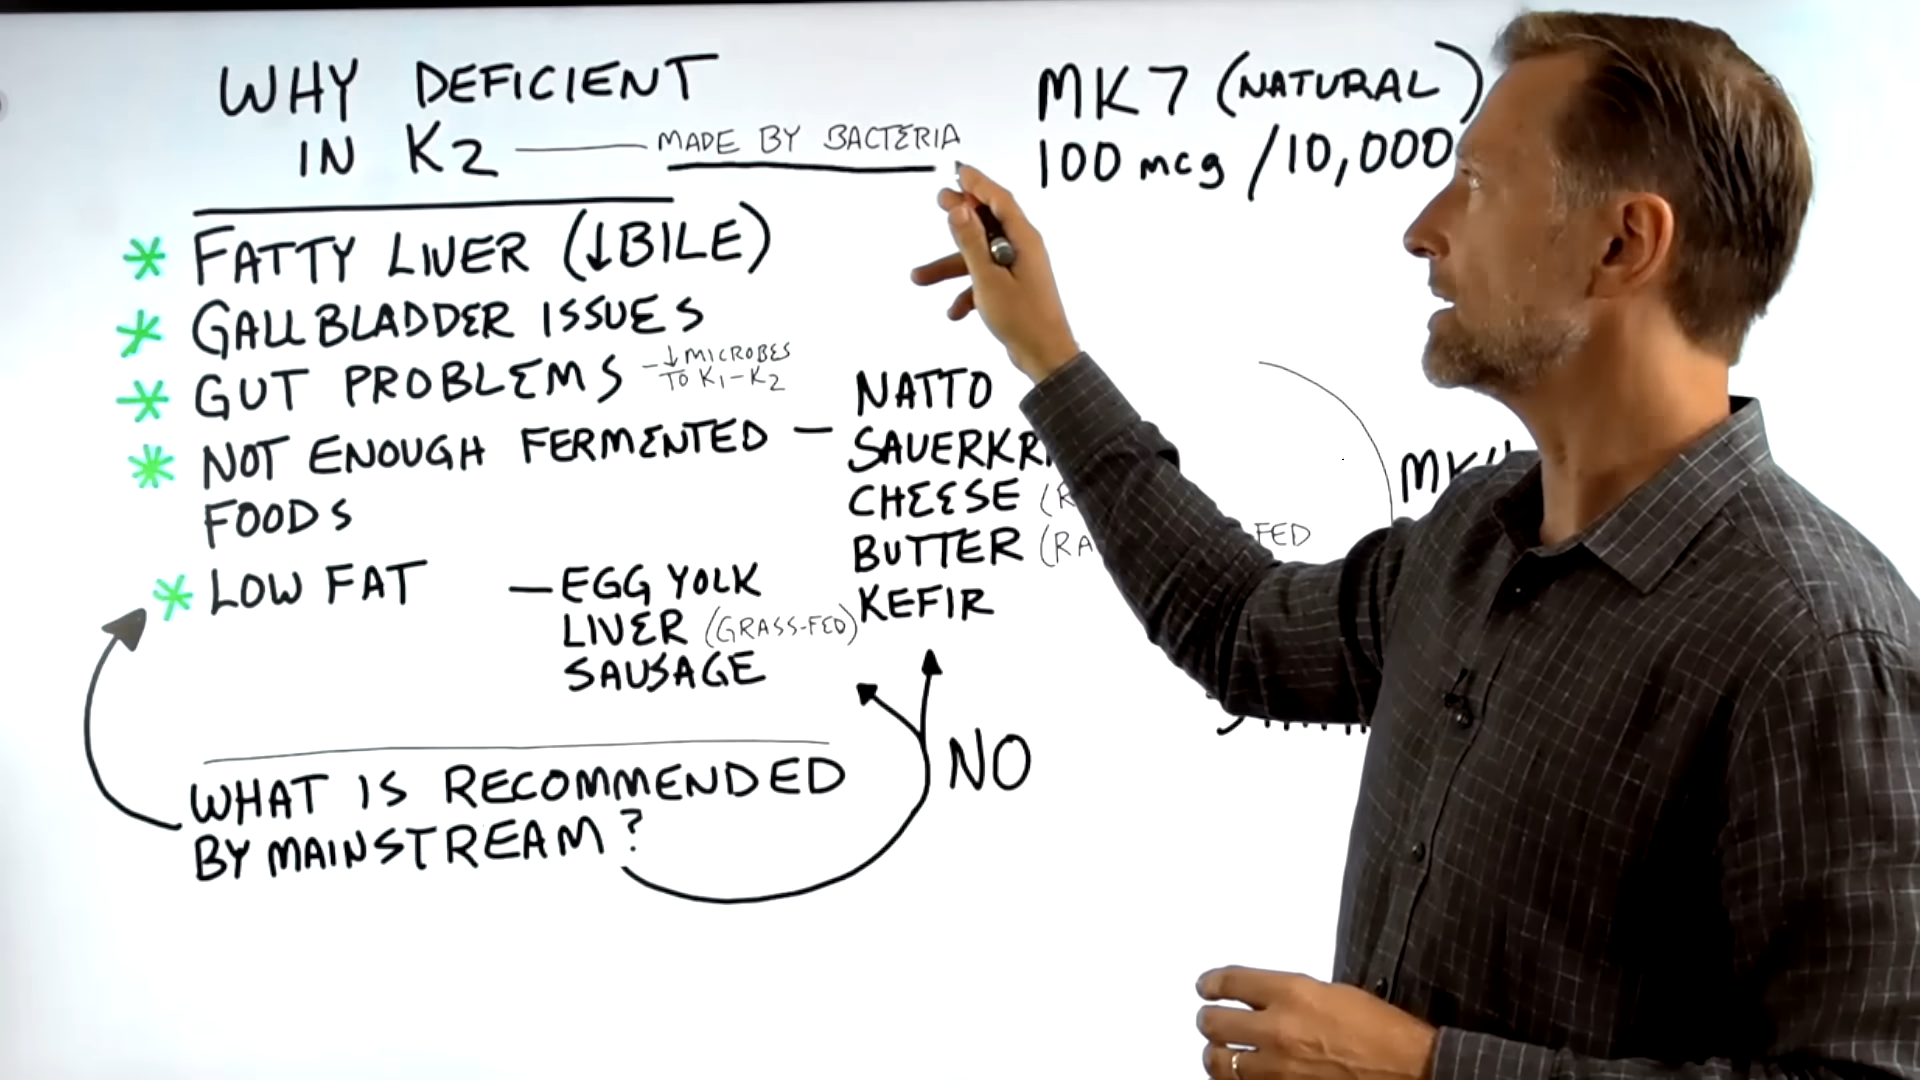 WHY DEFICIENT
IN K2 — MADE BY BACTERIA
* FATTY LIVER (↓BILE)
* GALLBLADDER ISSUES
* GUT PROBLEMS - ↓ MICROBES
TO K1-K2
* NOT ENOUGH FERMENTED —
FOODS
NATTO
CHEESE
BUTTER
FED
KEFIR
* LOW FAT — EGG YOLK
LIVER (GRASS-FED)
SAUSAGE
WHAT IS RECOMMENDED
BY MAINSTREAM?
NO
MK7 (NATURAL)
100 mcg / 10,000